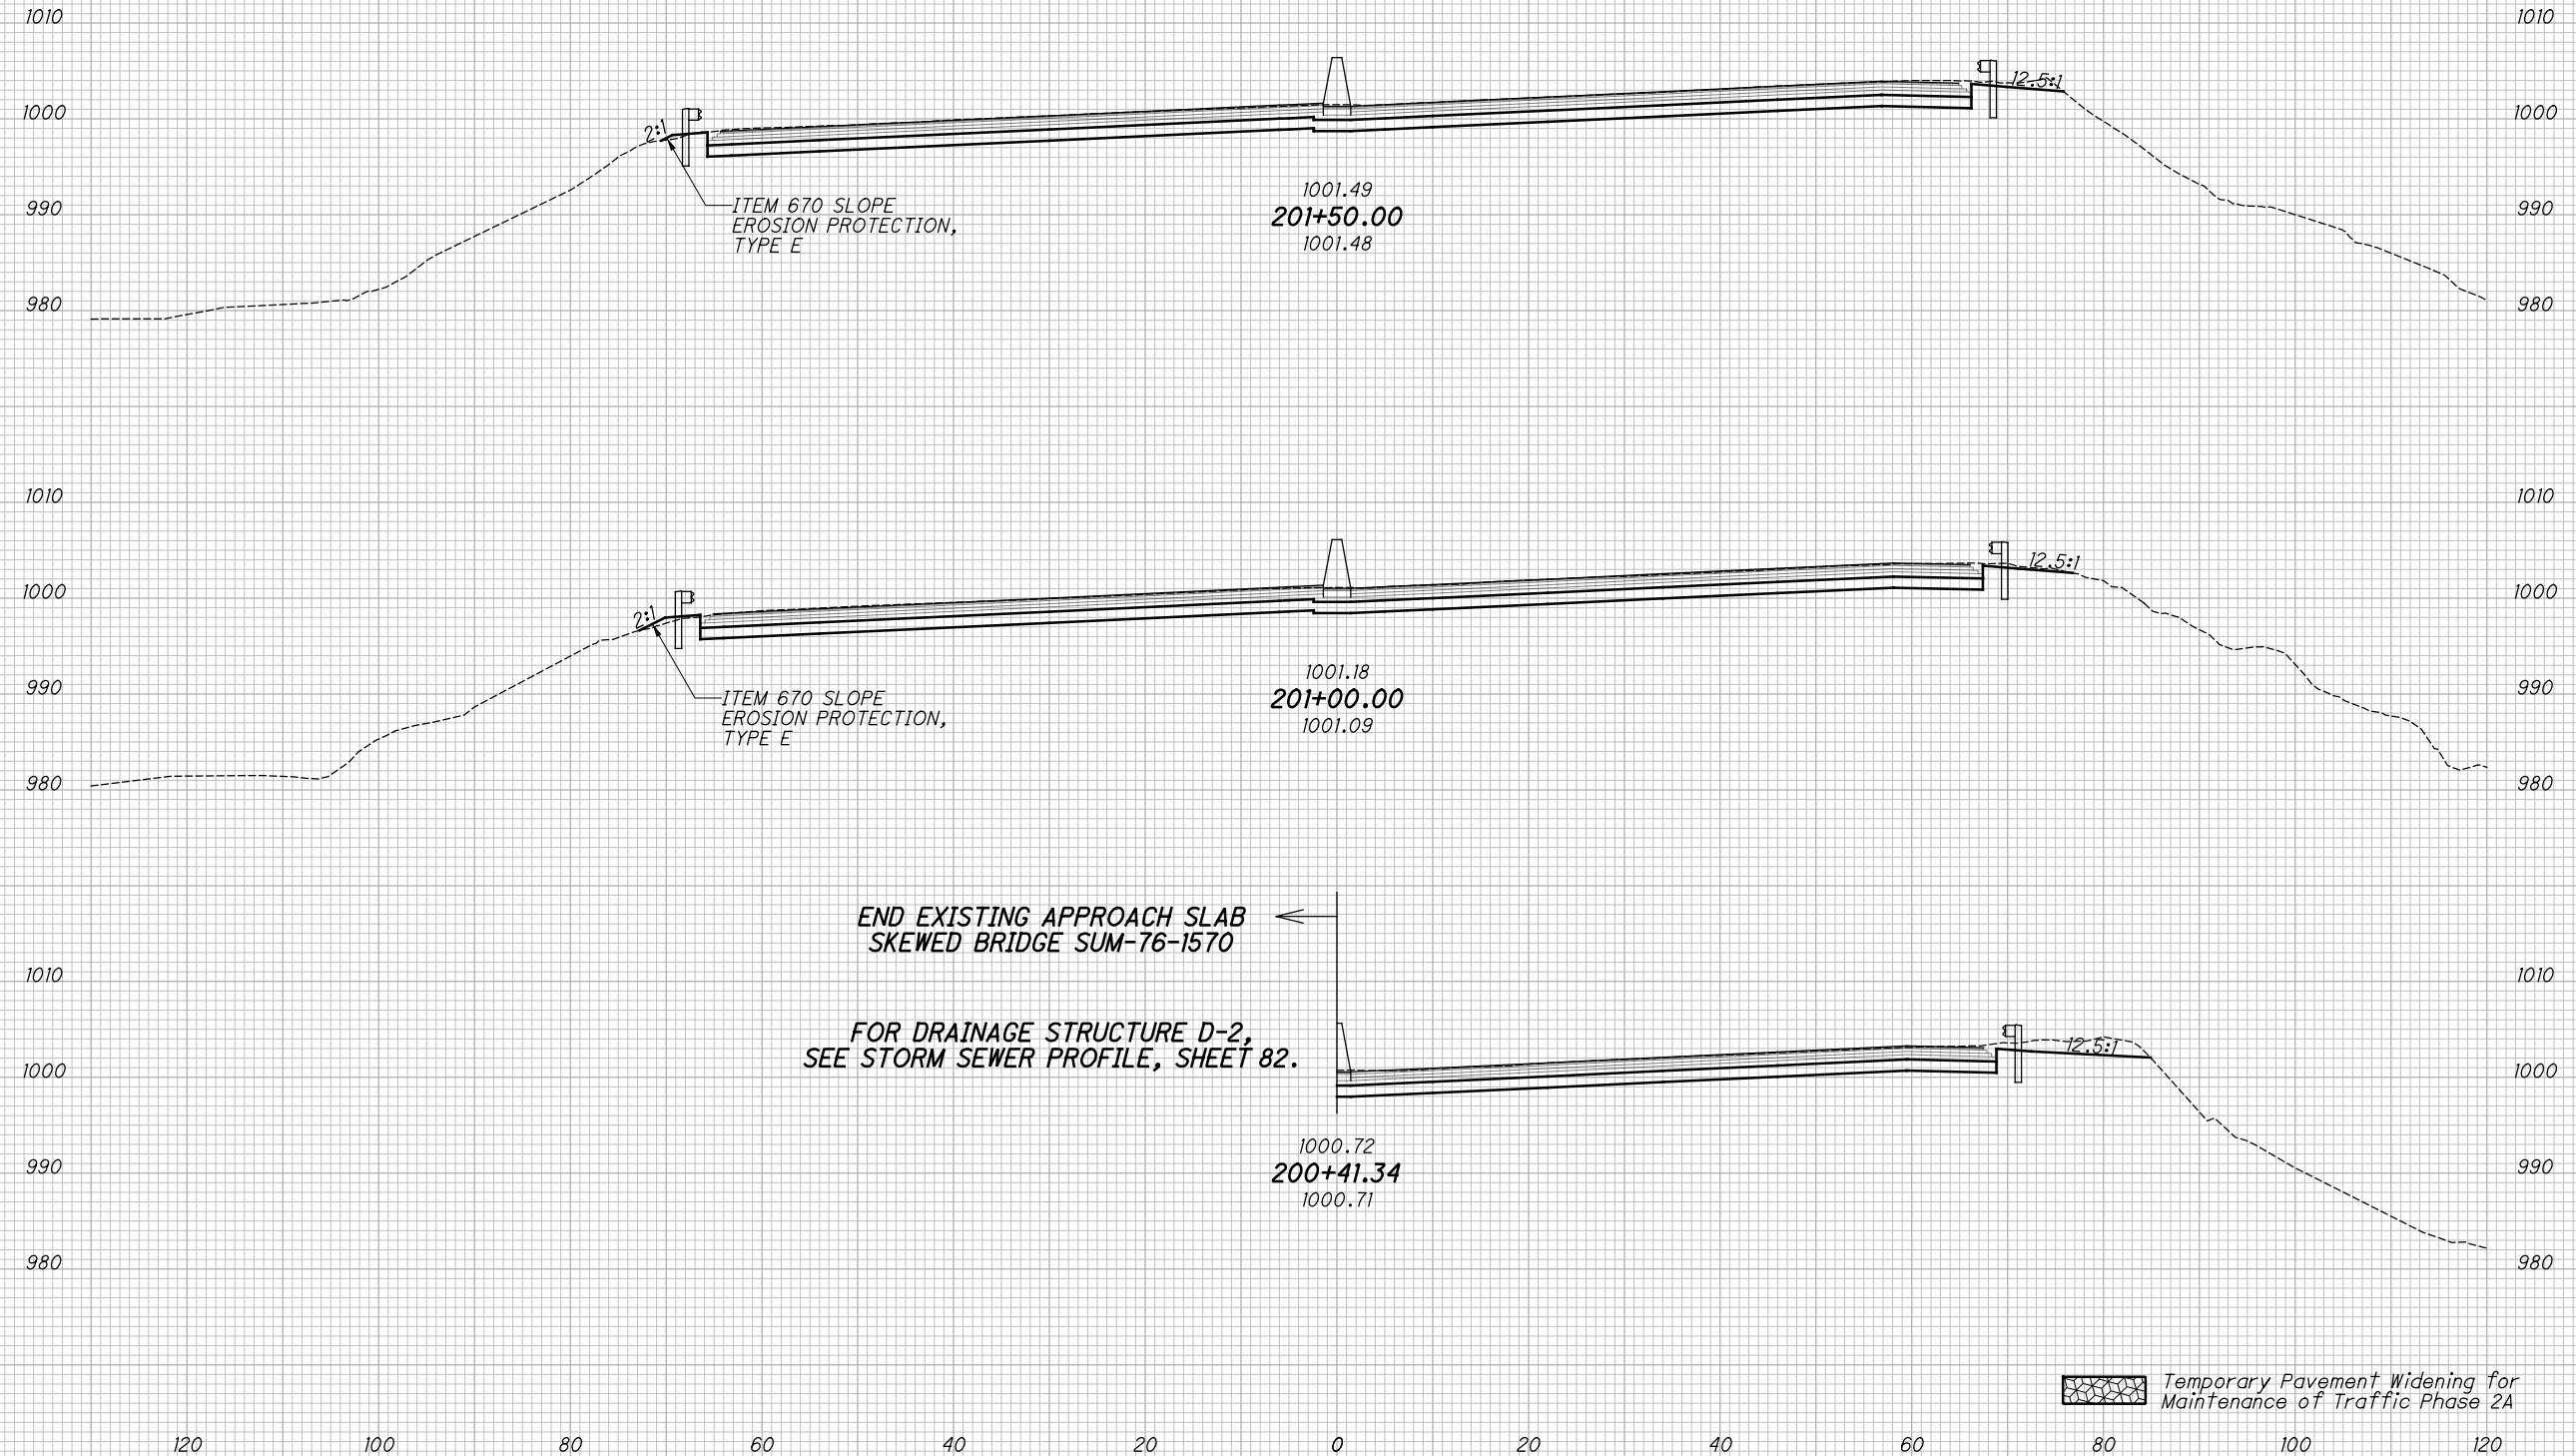 1010 1010
12.5:1
1000 1000
2:1
990 ITEM 670 SLOPE 1001.49 990
EROSION PROTECTION, 201+50.00
TYPE E 1001.48
980 980
1010 1010
12.5:1
1000 1000
2:1
990 ITEM 670 SLOPE 1001.18 990
EROSION PROTECTION, 201+00.00
TYPE E 1001.09
980 980
END EXISTING APPROACH SLAB
SKEWED BRIDGE SUM-76-1570
1010 1010
FOR DRAINAGE STRUCTURE D-2,
SEE STORM SEWER PROFILE, SHEET 82.
12.5:1
1000 1000
1000.72
990 200+41.34 990
1000.71
980 980
Temporary Pavement Widening for
Maintenance of Traffic Phase 2A
120 100 80 60 40 20 0 20 40 60 80 100 120